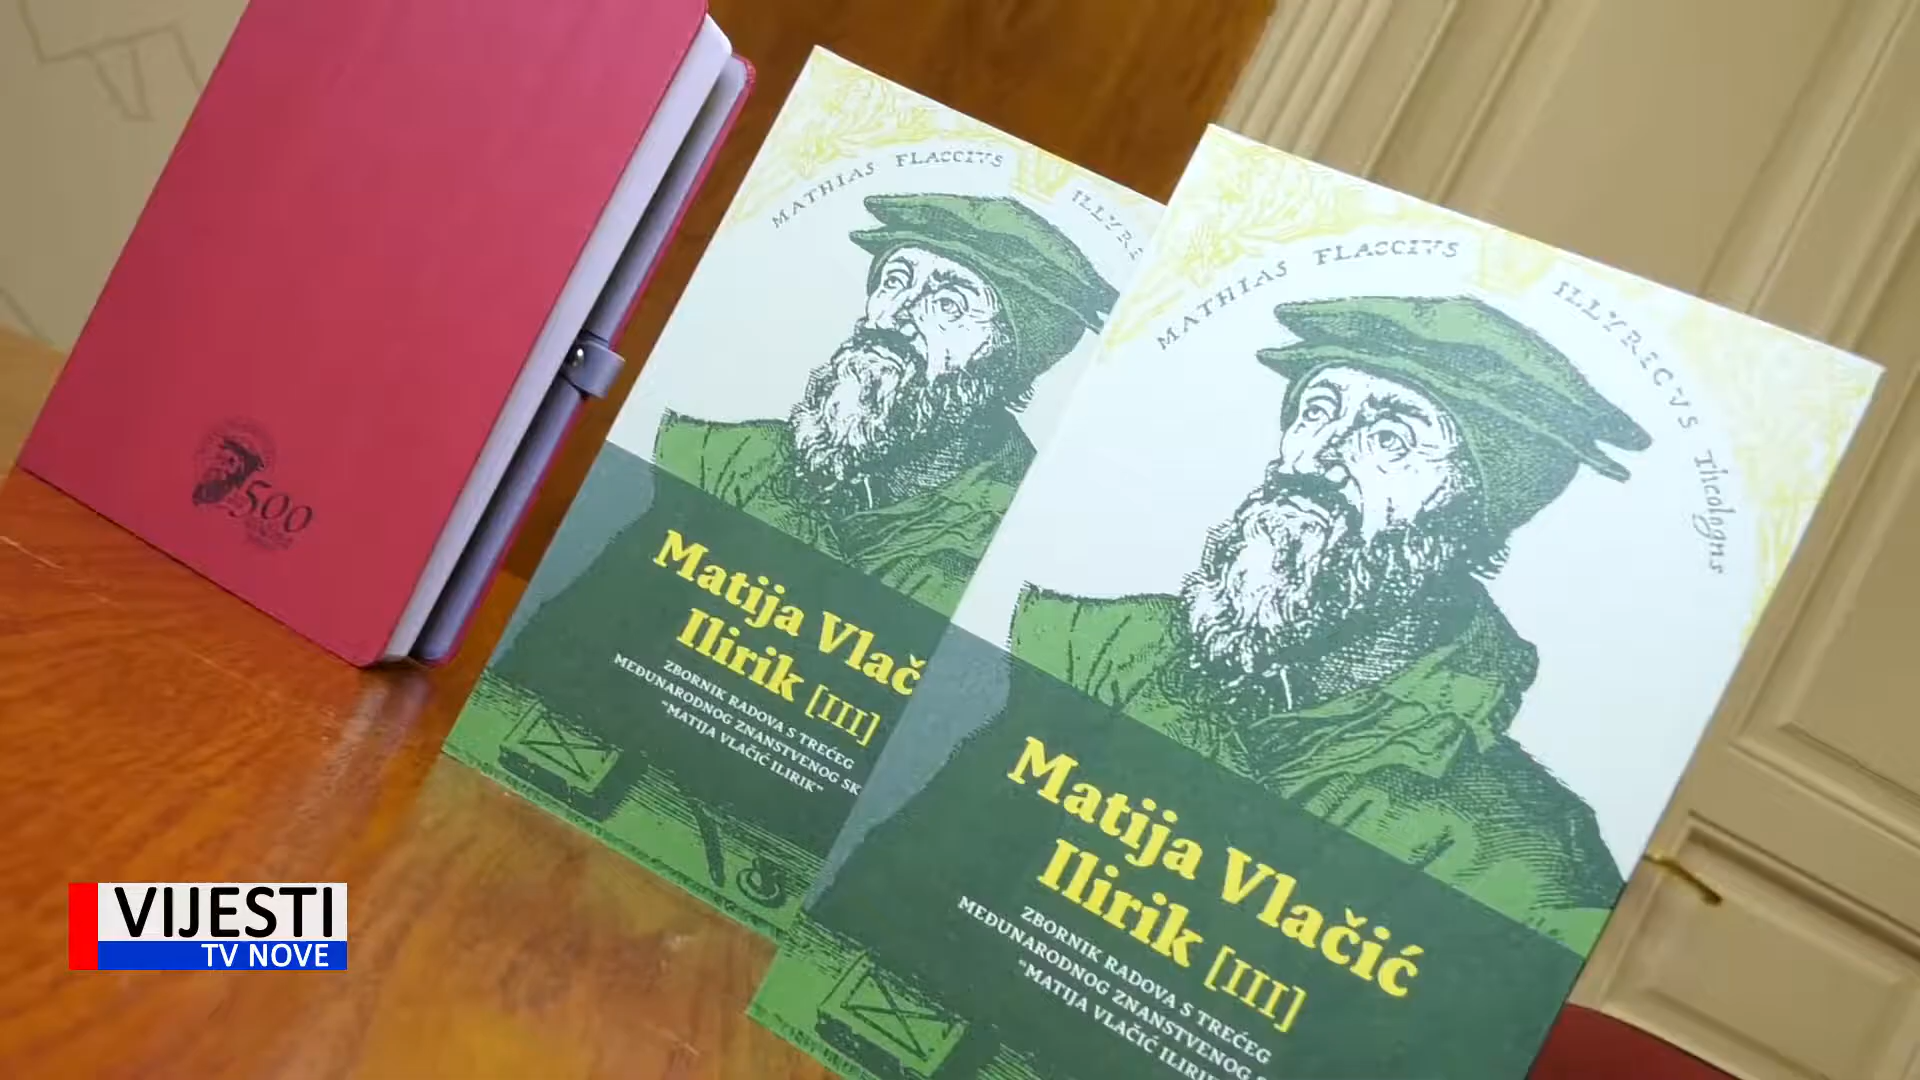 500
MATHIAS FLACCIVS ILLYRI
Matija Vlač
Ilirik [III]
ZBORNIK RADOVA S TREĆEG
MEĐUNARODNOG ZNANSTVENOG SK
"MATIJA VLAČIĆ ILIRIK"
MATHIAS FLACCIVS ILLYRICVS Theologus
Matija Vlačić
Ilirik [III]
ZBORNIK RADOVA S TREĆEG
MEĐUNARODNOG ZNANSTVENOG S
"MATIJA VLAČIĆ ILIRIK
VIJESTI
TV NOVE